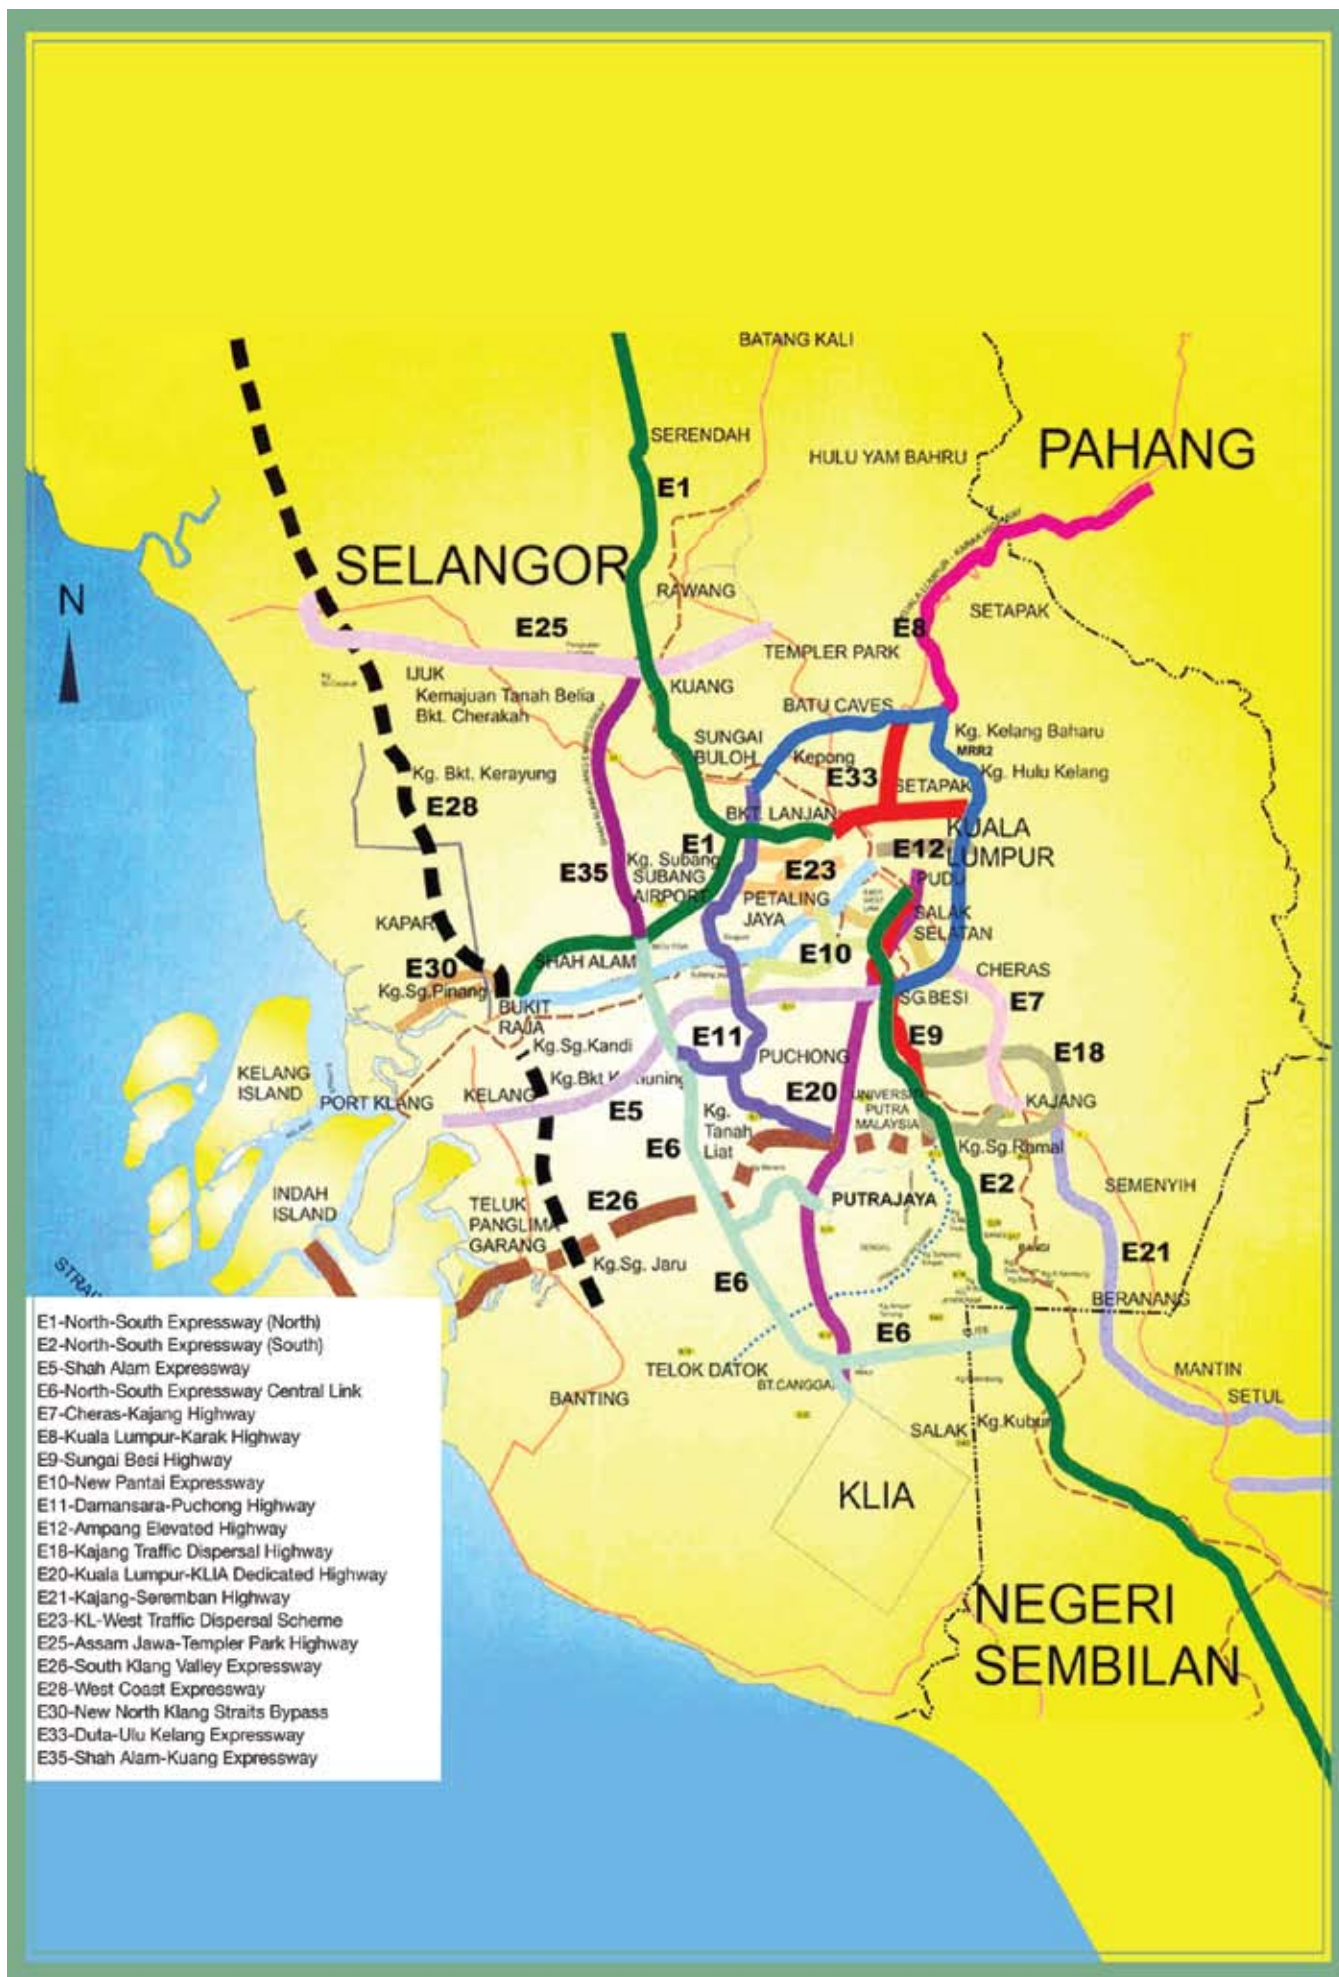 BATANG KALI
SERENDAH
HULU YAM BAHRU
PAHANG
E1
SELANGOR
N
RAWANG
SETAPAK
E25
E8
TEMPLER PARK
IJUK
KUANG
Kemajuan Tanah Belia
Bkt. Cherakah
BATU CAVES
SUNGAI
BULOH
Kepong
Kg. Kelang Baharu
MRR2
Kg. Bkt. Kerayung
E33
Kg. Hulu Kelang
SETAPAK
E28
BKT. LANJAN
KUALA
LUMPUR
E1
E12
E35
Kg. Subang
SUBANG
AIRPORT
E23
PUDU
PETALING
JAYA
EAST
WEST
LINK
SALAK
SELATAN
KAPAR
E10
SHAH ALAM
E30
CHERAS
Kg.Sg.Pinang
SG.BESI
E7
BUKIT
RAJA
E11
E9
Kg.Sg.Kandi
PUCHONG
E18
KELANG
ISLAND
KELANG
E20
UNIVERSITI
PUTRA
MALAYSIA
PORT KLANG
E5
Kg.
Tanah
Liat
KAJANG
E6
Kg.Sg.Ramal
INDAH
ISLAND
TELUK
PANGLIMA
GARANG
E26
PUTRAJAYA
E2
SEMENYIH
BANGI
E21
Kg.Sg. Jaru
E6
BERANANG
E6
TELOK DATOK
MANTIN
BANTING
SETUL
SALAK
Kg.Kubur
KLIA
NEGERI
SEMBILAN
E1-North-South Expressway (North)
E2-North-South Expressway (South)
E5-Shah Alam Expressway
E6-North-South Expressway Central Link
E7-Cheras-Kajang Highway
E8-Kuala Lumpur-Karak Highway
E9-Sungai Besi Highway
E10-New Pantai Expressway
E11-Damansara-Puchong Highway
E12-Ampang Elevated Highway
E18-Kajang Traffic Dispersal Highway
E20-Kuala Lumpur-KLIA Dedicated Highway
E21-Kajang-Seremban Highway
E23-KL-West Traffic Dispersal Scheme
E25-Assam Jawa-Templer Park Highway
E26-South Klang Valley Expressway
E28-West Coast Expressway
E30-New North Klang Straits Bypass
E33-Duta-Ulu Kelang Expressway
E35-Shah Alam-Kuang Expressway